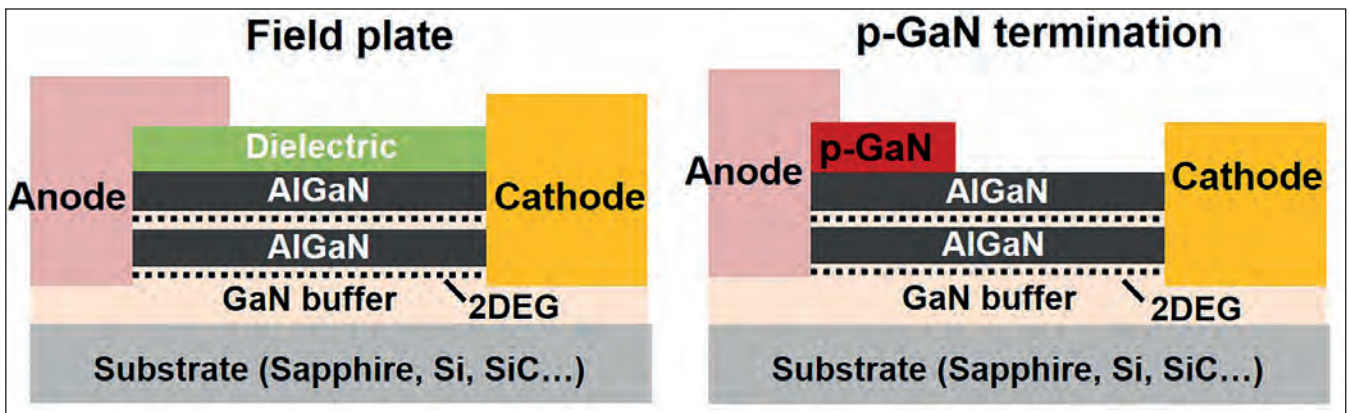 Field plate
Dielectric
AlGaN
Anode
Cathode
AlGaN
GaN buffer
2DEG
Substrate (Sapphire, Si, SiC...)
p-GaN termination
p-GaN
Anode
AlGaN
Cathode
AlGaN
GaN buffer
2DEG
Substrate (Sapphire, Si, SiC...)